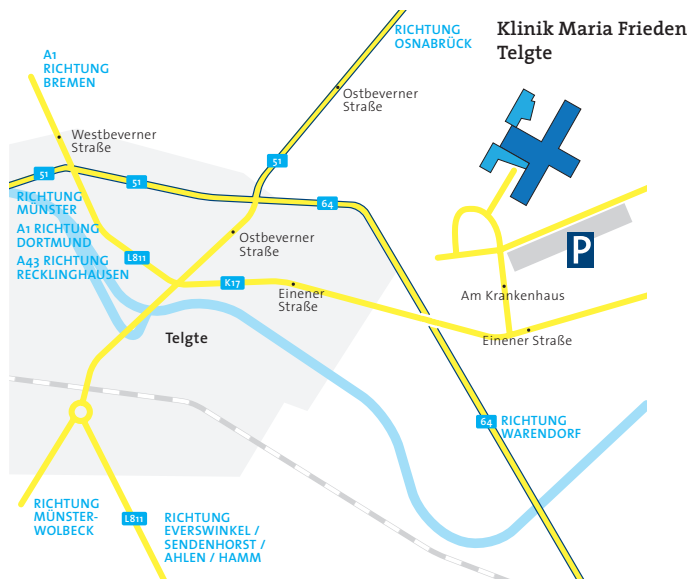 Klinik Maria Frieden
Telgte
RICHTUNG
OSNABRÜCK
A1
RICHTUNG
BREMEN
Ostbeverner
Straße
Westbeverner
Straße
51
51
51
64
RICHTUNG
MÜNSTER
A1 RICHTUNG
DORTMUND
A43 RICHTUNG
RECKLINGHAUSEN
L811
Ostbeverner
Straße
K17
Einener
Straße
P
Am Krankenhaus
Einener Straße
Telgte
64
RICHTUNG
WARENDORF
RICHTUNG
MÜNSTER-
WOLBECK
L811
RICHTUNG
EVERSWINKEL /
SENDENHORST /
AHLEN / HAMM